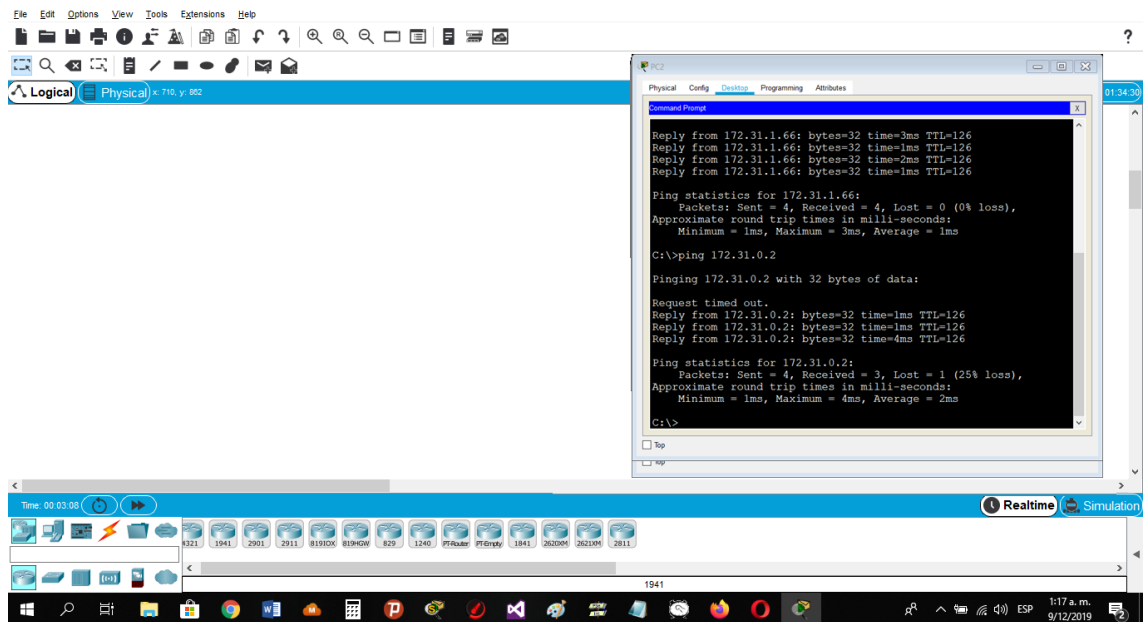 File Edit Options View Tools Extensions Help
?
PC2
Logical Physical x: 710, y: 862
01:34:30
Physical Config Desktop Programming Attributes
Command Prompt X
Reply from 172.31.1.66: bytes=32 time=3ms TTL=126
Reply from 172.31.1.66: bytes=32 time=1ms TTL=126
Reply from 172.31.1.66: bytes=32 time=2ms TTL=126
Reply from 172.31.1.66: bytes=32 time=1ms TTL=126
Ping statistics for 172.31.1.66:
Packets: Sent = 4, Received = 4, Lost = 0 (0% loss),
Approximate round trip times in milli-seconds:
Minimum = 1ms, Maximum = 3ms, Average = 1ms
C:\>ping 172.31.0.2
Pinging 172.31.0.2 with 32 bytes of data:
Request timed out.
Reply from 172.31.0.2: bytes=32 time=1ms TTL=126
Reply from 172.31.0.2: bytes=32 time=1ms TTL=126
Reply from 172.31.0.2: bytes=32 time=4ms TTL=126
Ping statistics for 172.31.0.2:
Packets: Sent = 4, Received = 3, Lost = 1 (25% loss),
Approximate round trip times in milli-seconds:
Minimum = 1ms, Maximum = 4ms, Average = 2ms
C:\>
Top
Top
Time: 00:03:08
Realtime Simulation
4321 1941 2901 2911 819IOX 819HGW 829 1240 PT-Router PT-Empty 1841 2620XM 2621XM 2811
1941
ESP
1:17 a. m.
9/12/2019
2